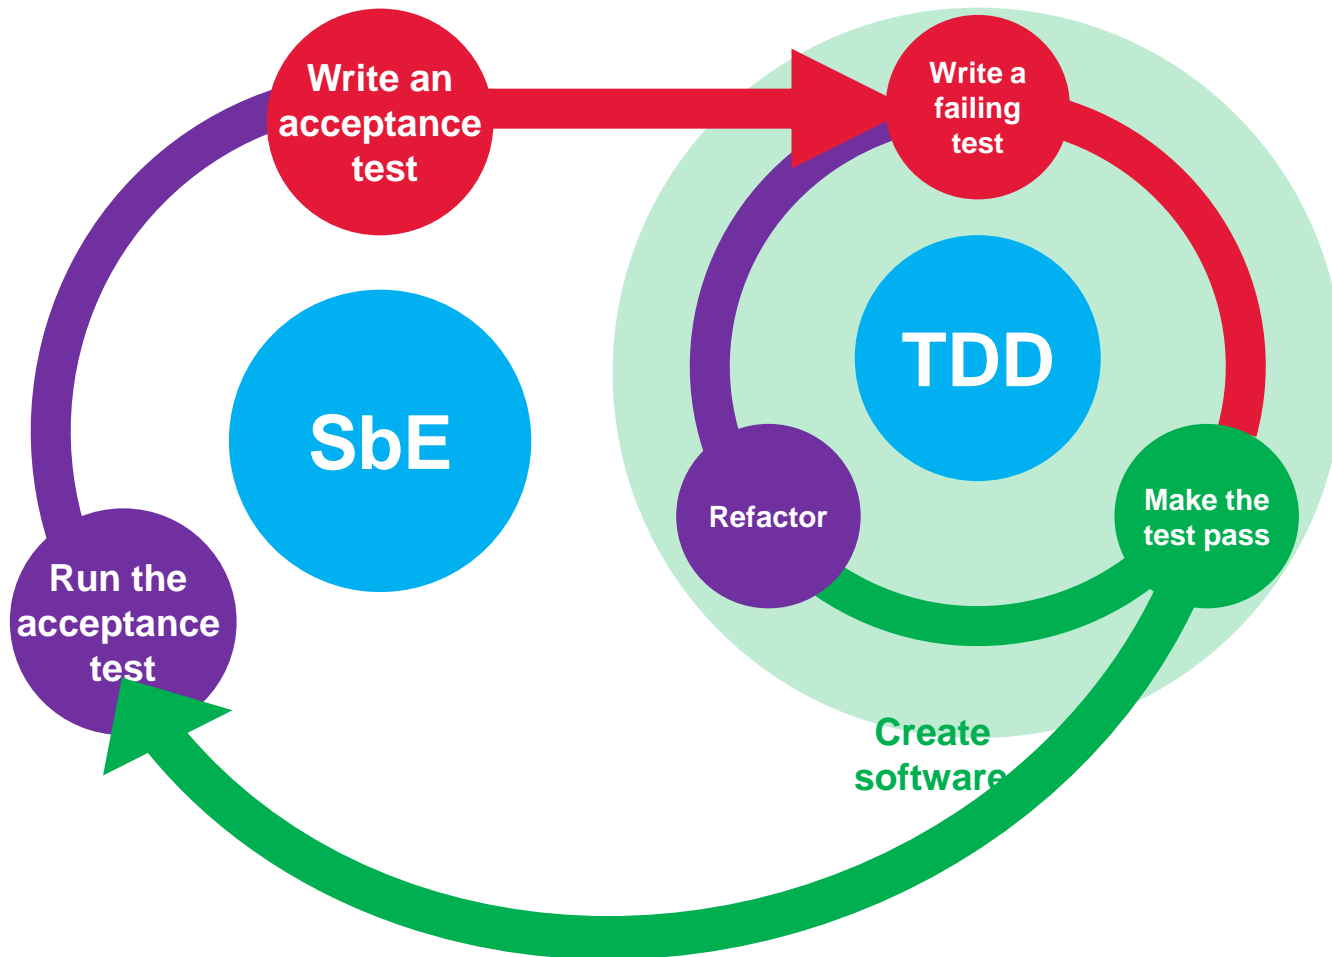 Write an
acceptance
test
Write a
failing
test
TDD
SbE
Refactor
Make the
test pass
Run the
acceptance
test
Create
software